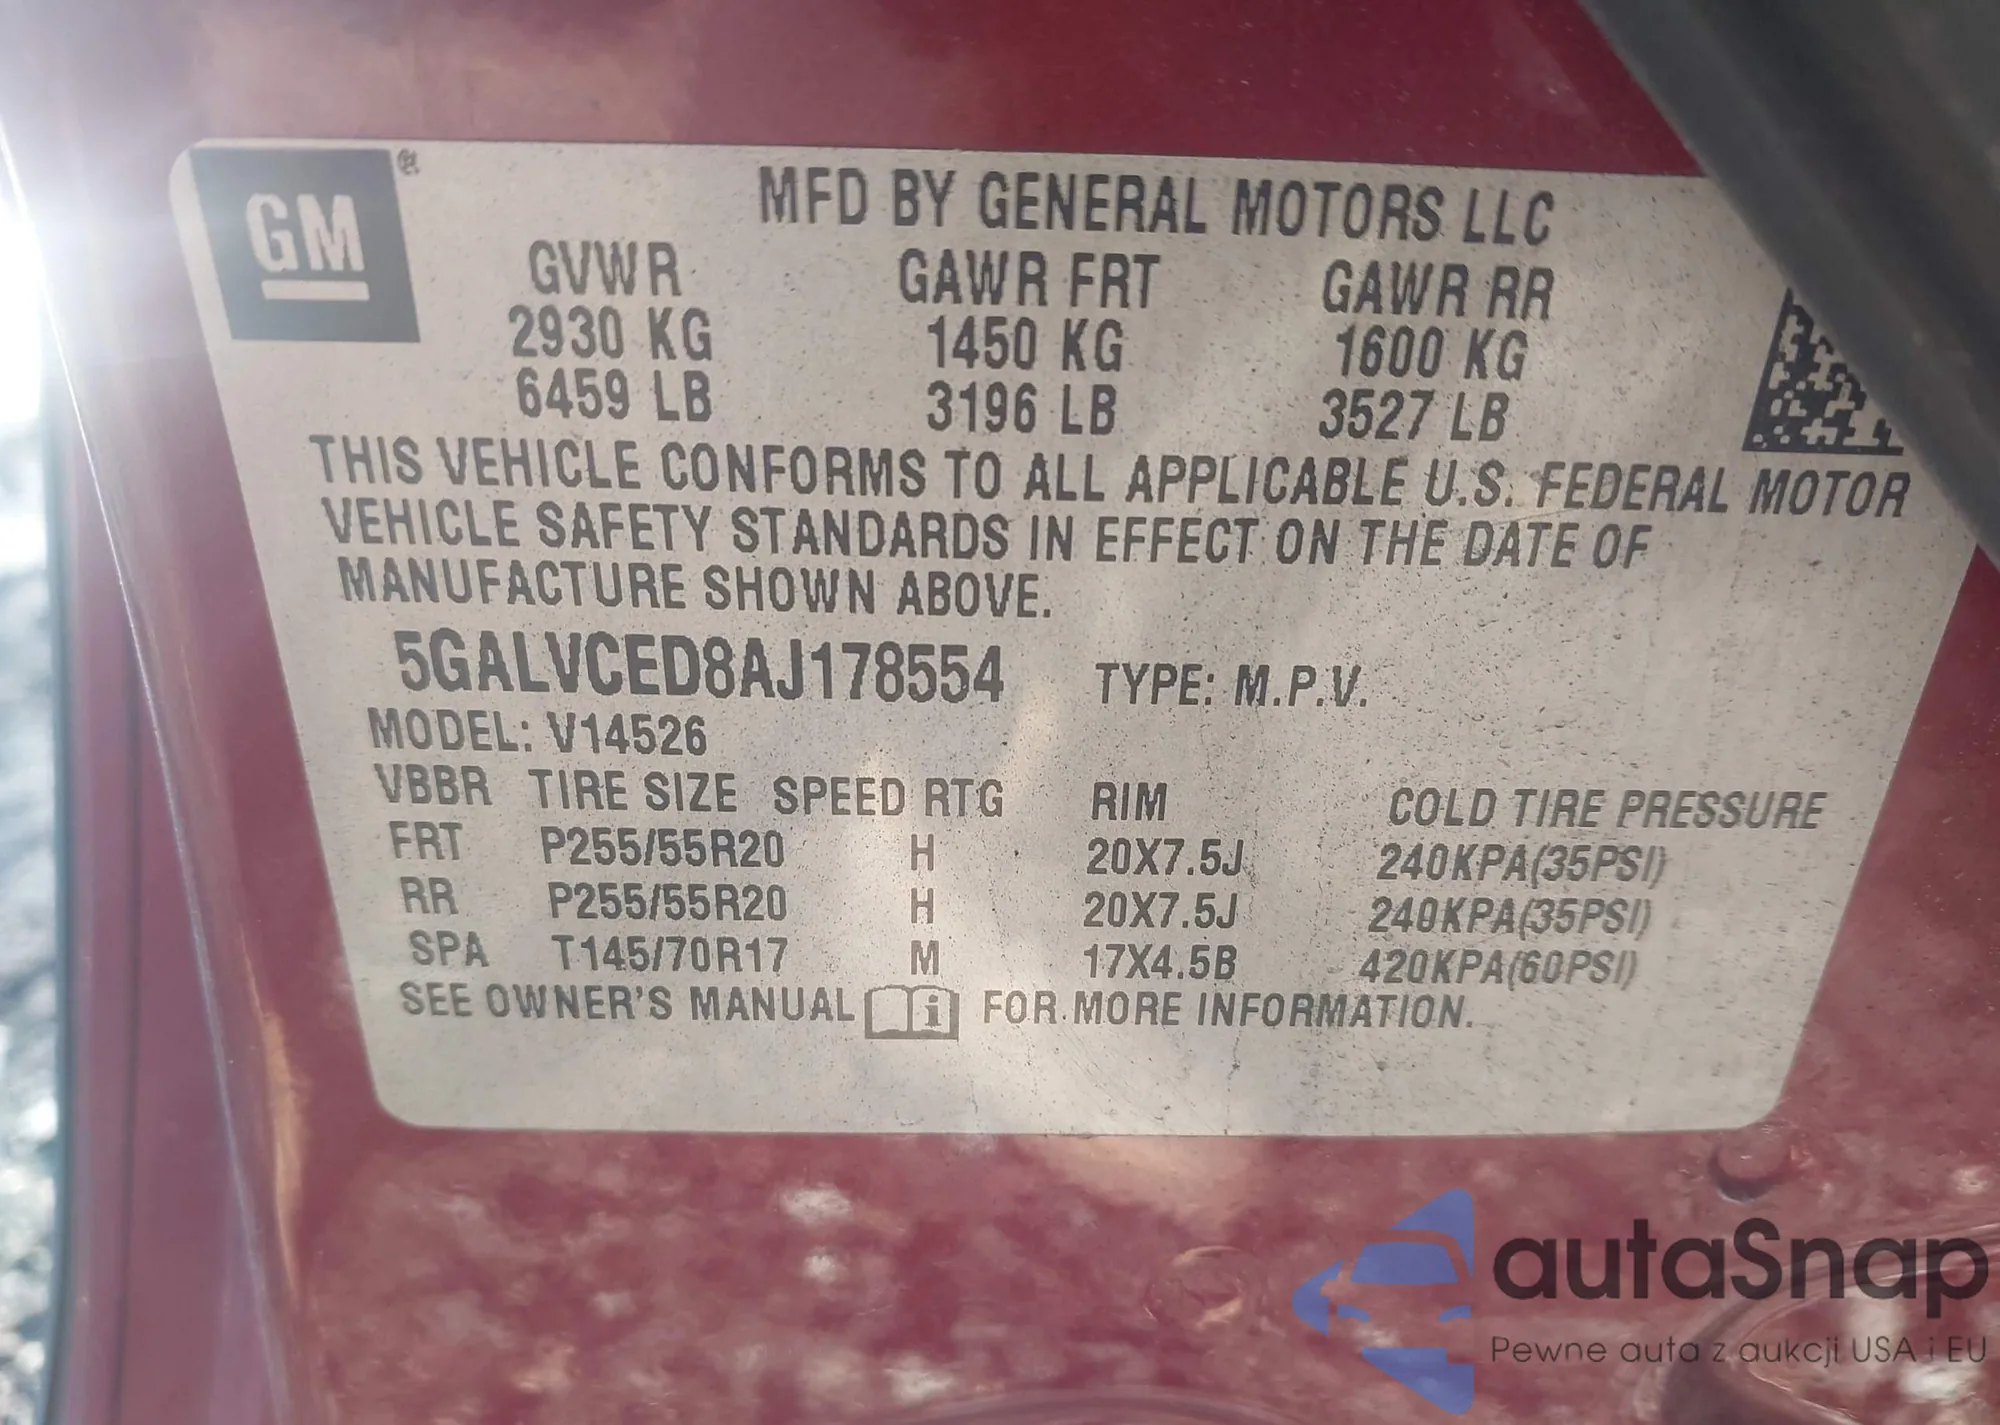 GM ®
MFD BY GENERAL MOTORS LLC
GVWR GAWR FRT GAWR RR
2930 KG 1450 KG 1600 KG
6459 LB 3196 LB 3527 LB
THIS VEHICLE CONFORMS TO ALL APPLICABLE U.S. FEDERAL MOTOR
VEHICLE SAFETY STANDARDS IN EFFECT ON THE DATE OF
MANUFACTURE SHOWN ABOVE.
5GALVCED8AJ178554 TYPE: M.P.V.
MODEL: V14526
VBBR TIRE SIZE SPEED RTG RIM COLD TIRE PRESSURE
FRT P255/55R20 H 20X7.5J 240KPA(35PSI)
RR P255/55R20 H 20X7.5J 240KPA(35PSI)
SPA T145/70R17 M 17X4.5B 420KPA(60PSI)
SEE OWNER'S MANUAL i FOR MORE INFORMATION.
autaSnap
Pewne auta z aukcji USA i EU